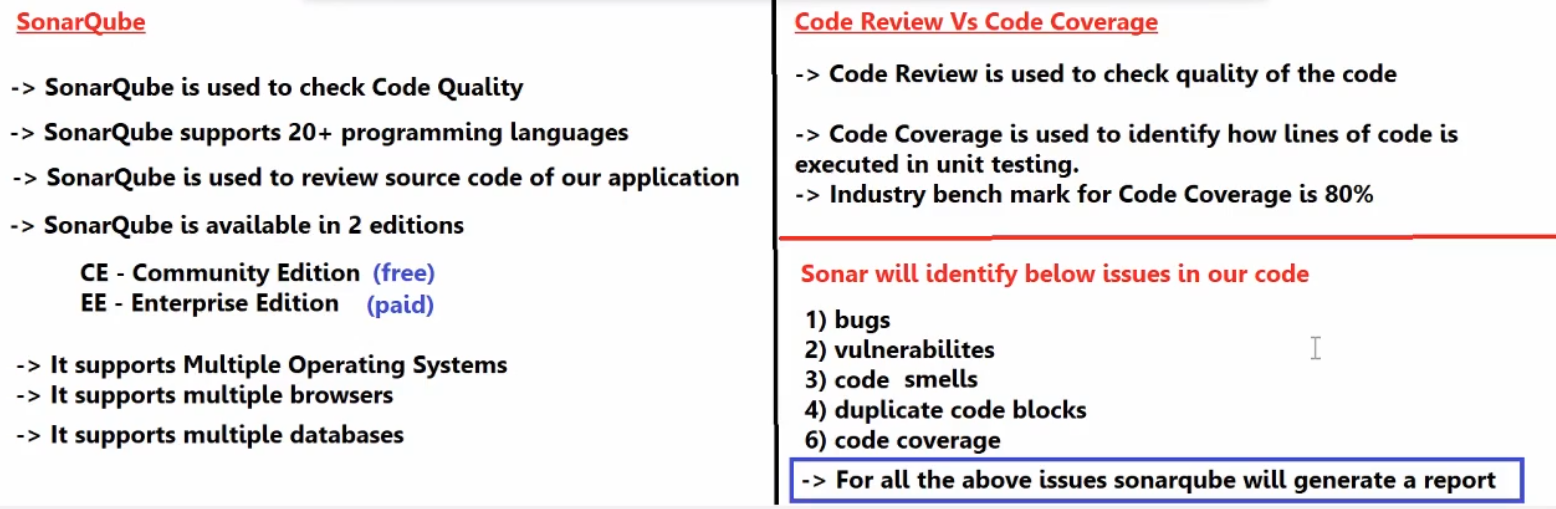 SonarQube
-> SonarQube is used to check Code Quality
-> SonarQube supports 20+ programming languages
-> SonarQube is used to review source code of our application
-> SonarQube is available in 2 editions
CE - Community Edition (free)
EE - Enterprise Edition (paid)
-> It supports Multiple Operating Systems
-> It supports multiple browsers
-> It supports multiple databases
Code Review Vs Code Coverage
-> Code Review is used to check quality of the code
-> Code Coverage is used to identify how lines of code is
executed in unit testing.
-> Industry bench mark for Code Coverage is 80%
Sonar will identify below issues in our code
1) bugs
2) vulnerabilites
3) code smells
4) duplicate code blocks
6) code coverage
-> For all the above issues sonarqube will generate a report